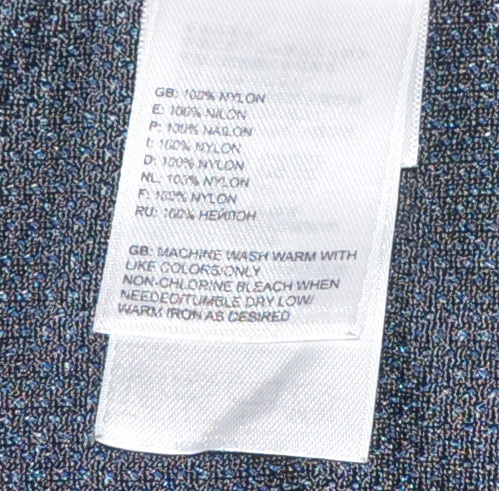 GB: 100% NYLON
E: 100% NILON
P: 100% NAILON
I: 100% NYLON
D: 100% NYLON
NL: 100% NYLON
F: 100% NYLON
RU: 100% НЕЙЛОН
GB: MACHINE WASH WARM WITH
LIKE COLORS/ONLY
NON-CHLORINE BLEACH WHEN
NEEDED/TUMBLE DRY LOW/
WARM IRON AS DESIRED